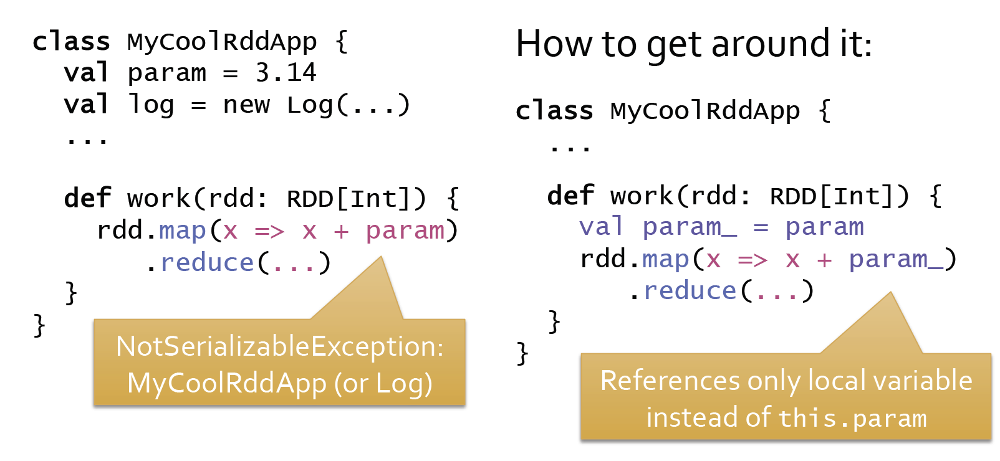 class MyCoolRddApp {
  val param = 3.14
  val log = new Log(...)
  ...

  def work(rdd: RDD[Int]) {
    rdd.map(x => x + param)
       .reduce(...)
  }
}
NotSerializableException:
MyCoolRddApp (or Log)
How to get around it:
class MyCoolRddApp {
  ...

  def work(rdd: RDD[Int]) {
    val param_ = param
    rdd.map(x => x + param_)
       .reduce(...)
  }
}
References only local variable
instead of this.param